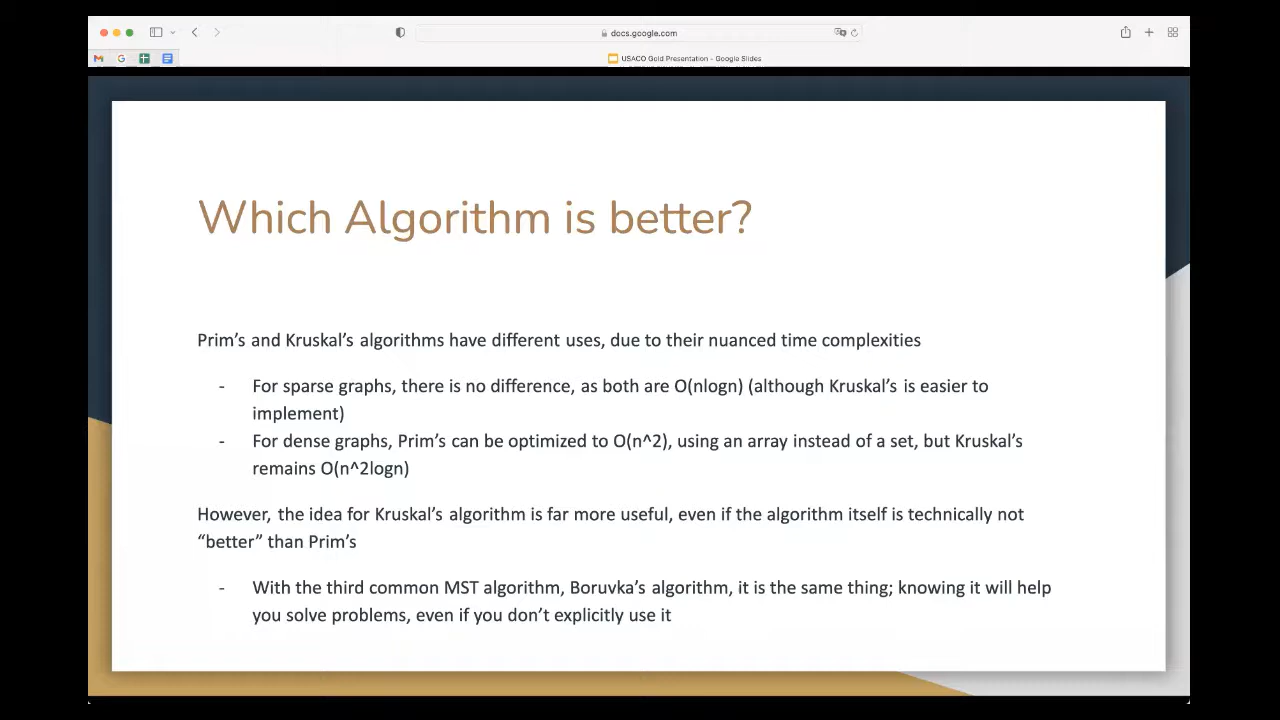 docs.google.com
USACO Gold Presentation - Google Slides
Which Algorithm is better?
Prim’s and Kruskal’s algorithms have different uses, due to their nuanced time complexities
- For sparse graphs, there is no difference, as both are O(nlogn) (although Kruskal’s is easier to
implement)
- For dense graphs, Prim’s can be optimized to O(n^2), using an array instead of a set, but Kruskal’s
remains O(n^2logn)
However, the idea for Kruskal’s algorithm is far more useful, even if the algorithm itself is technically not
“better” than Prim’s
- With the third common MST algorithm, Boruvka’s algorithm, it is the same thing; knowing it will help
you solve problems, even if you don’t explicitly use it